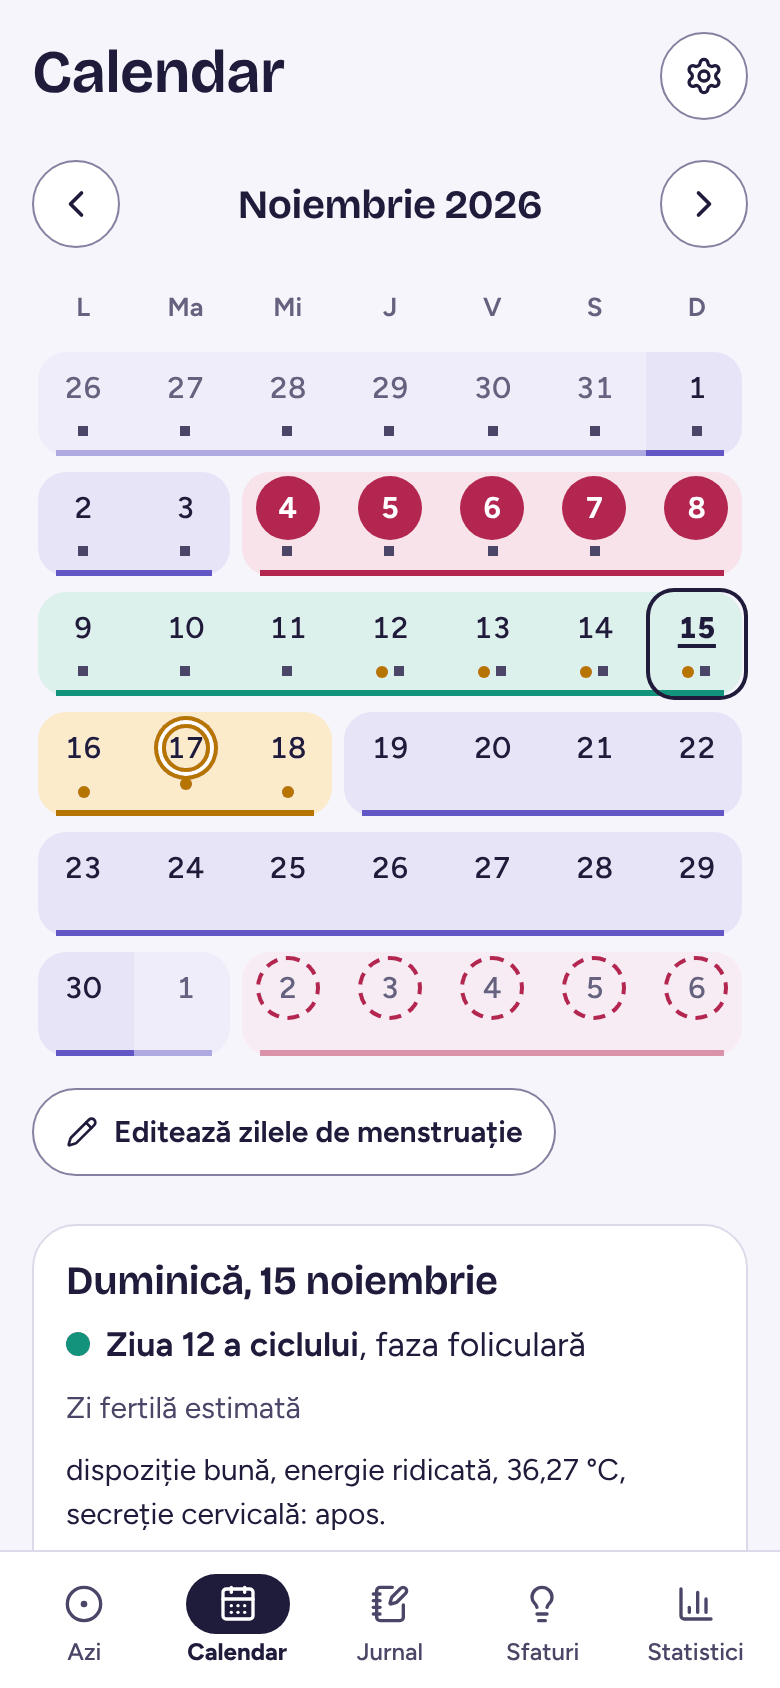 Calendar
Noiembrie 2026
L Ma Mi J V S D
26 27 28 29 30 31 1
2 3 4 5 6 7 8
9 10 11 12 13 14 15
16 17 18 19 20 21 22
23 24 25 26 27 28 29
30 1 2 3 4 5 6
Editează zilele de menstruație
Duminică, 15 noiembrie
Ziua 12 a ciclului, faza foliculară
Zi fertilă estimată
dispoziție bună, energie ridicată, 36,27 °C,
secreție cervicală: apos.
Azi Calendar Jurnal Sfaturi Statistici